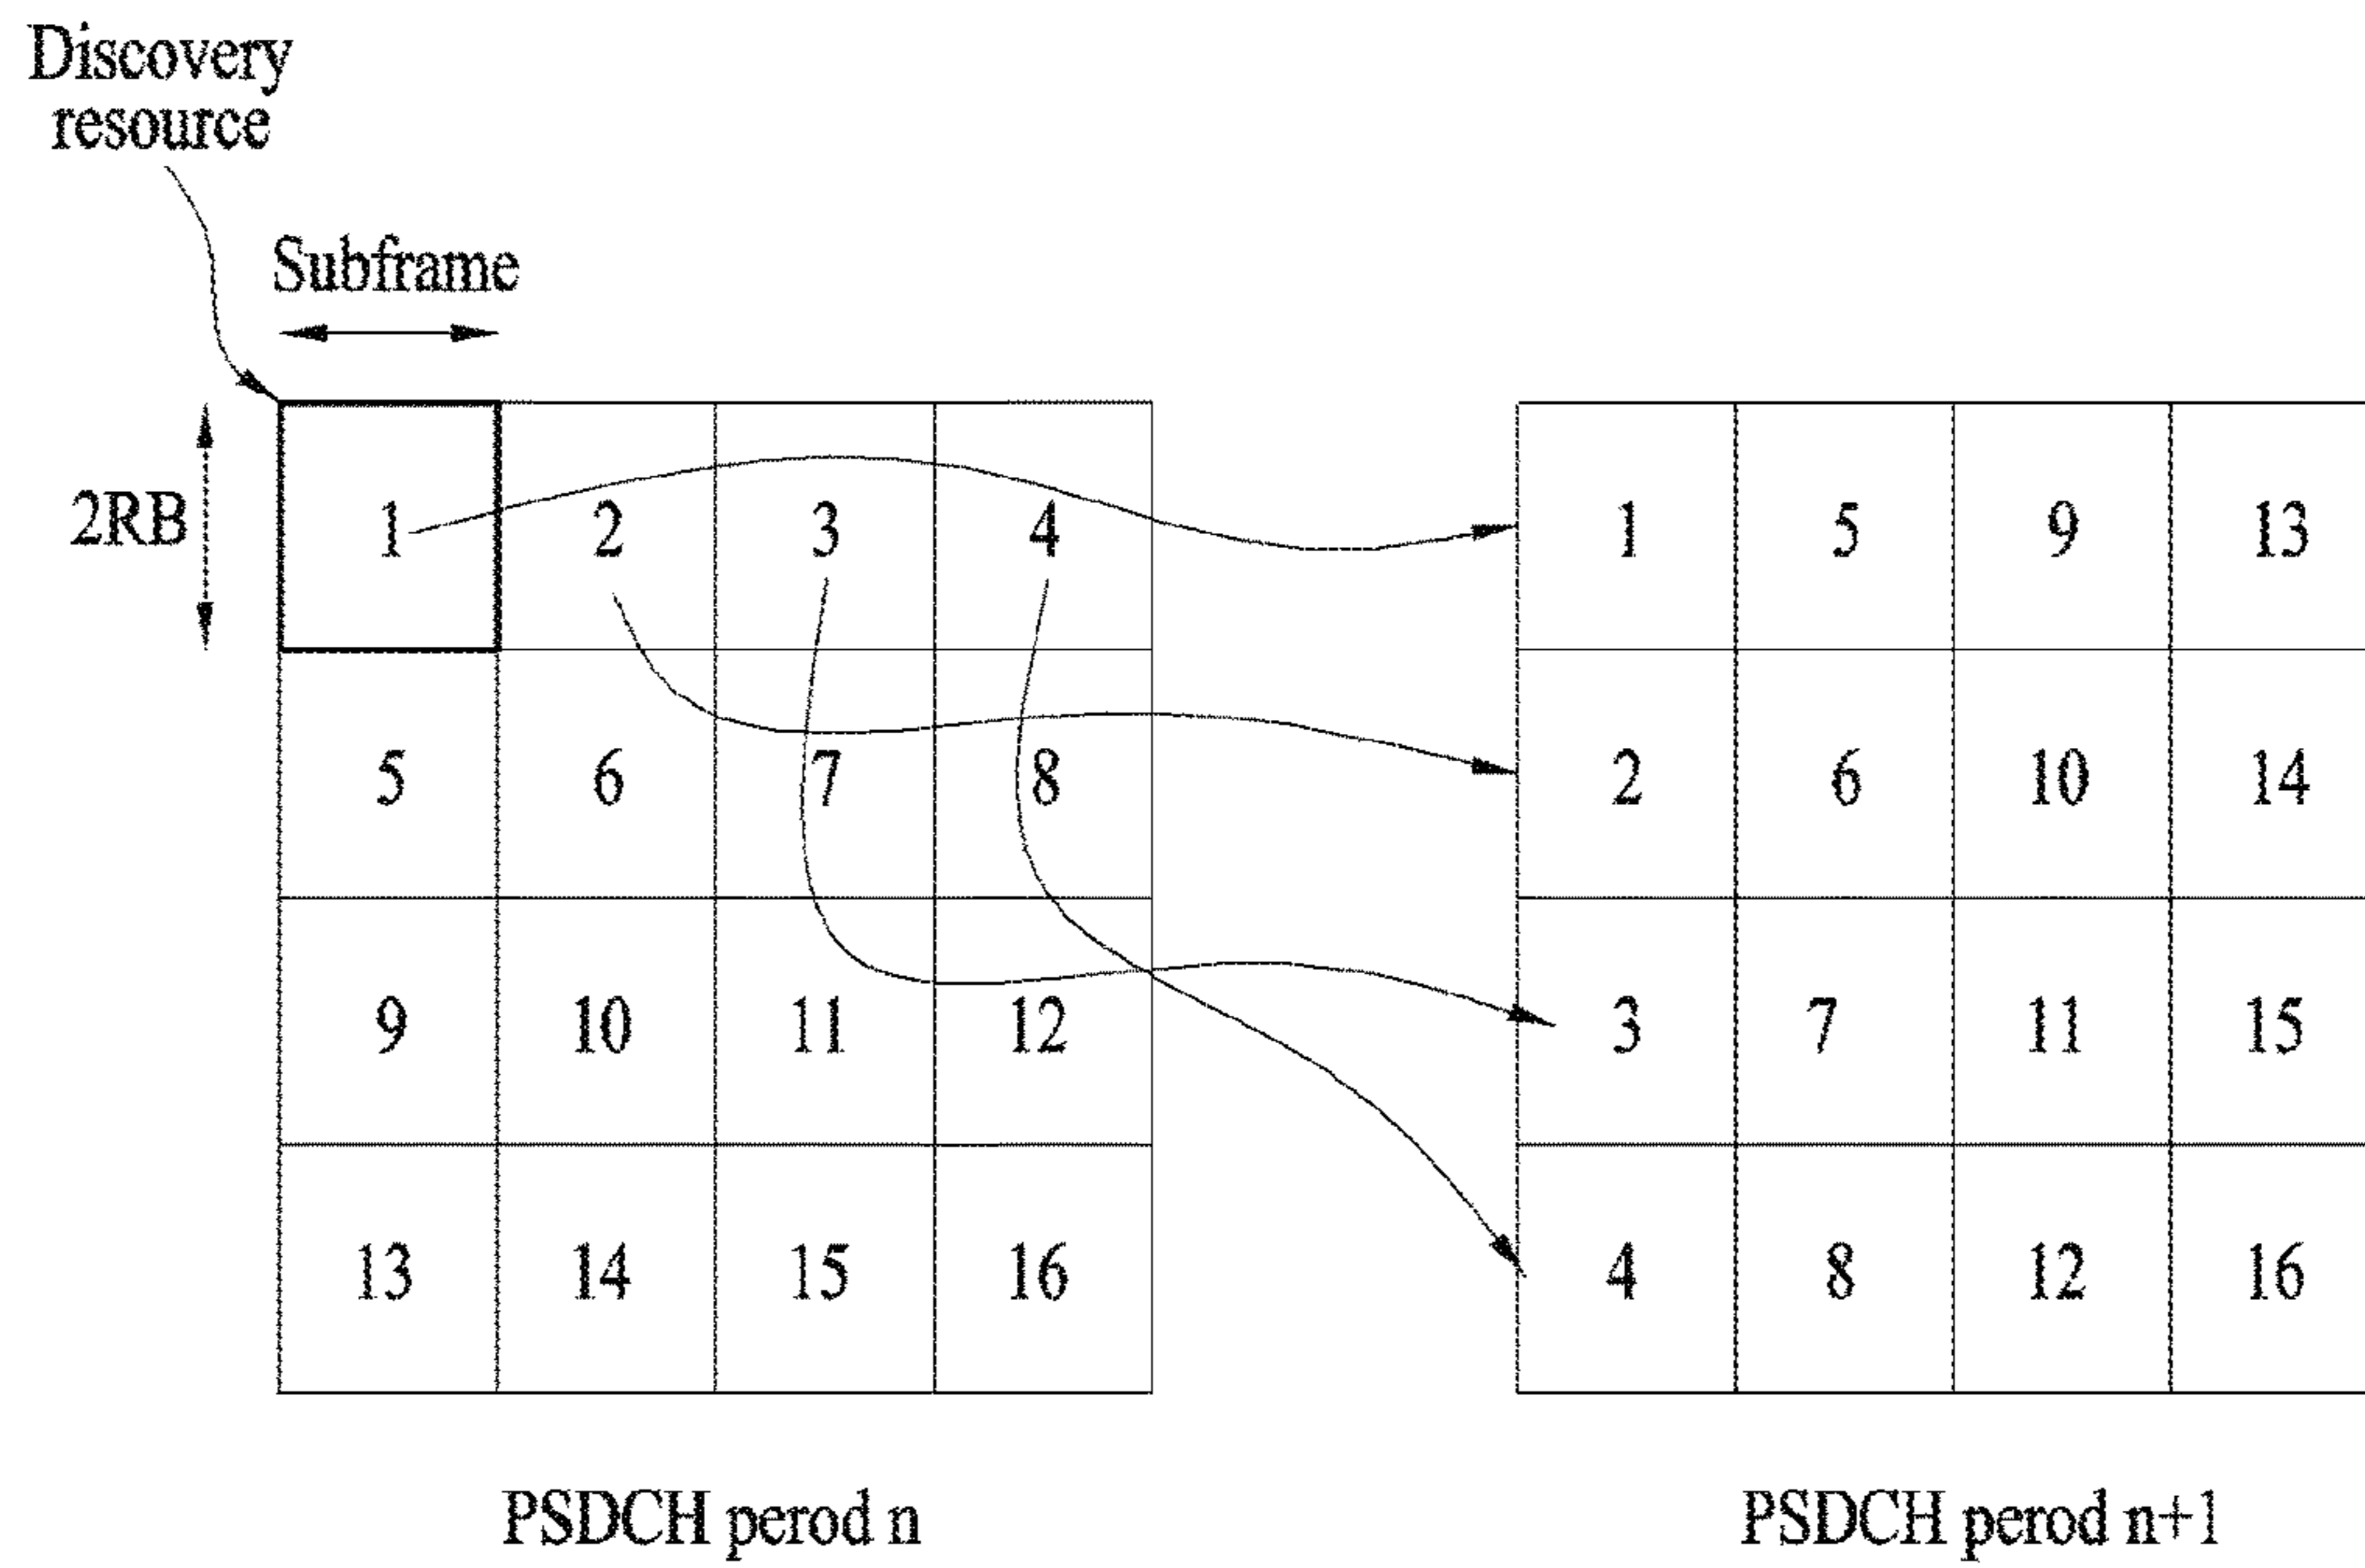 Discovery
resource
Subframe
2RB
1 2 3 4
5 6 7 8
9 10 11 12
13 14 15 16
PSDCH perod n
1 5 9 13
2 6 10 14
3 7 11 15
4 8 12 16
PSDCH perod n+1